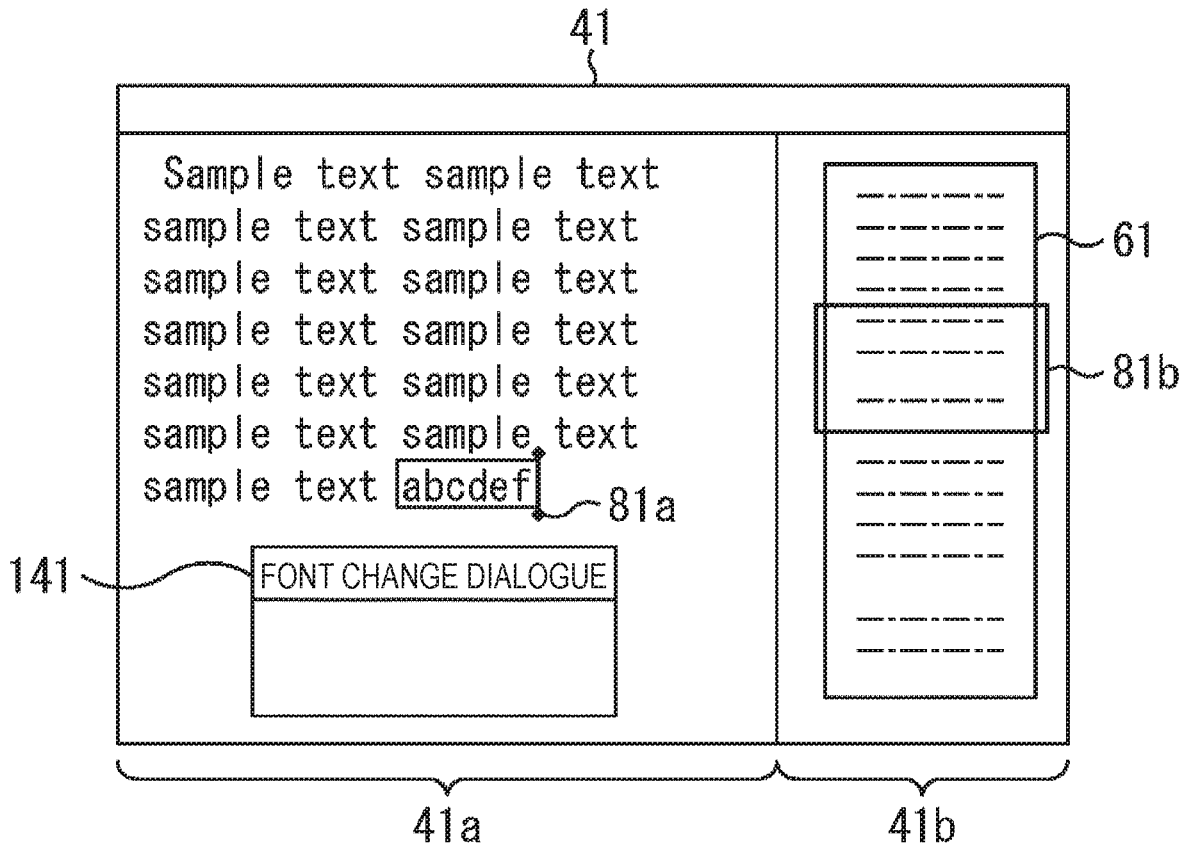 41
Sample text sample text
sample text sample text
sample text sample text
sample text sample text
sample text sample text
sample text sample text
sample text abcdef
81a
141
FONT CHANGE DIALOGUE
61
81b
41a
41b